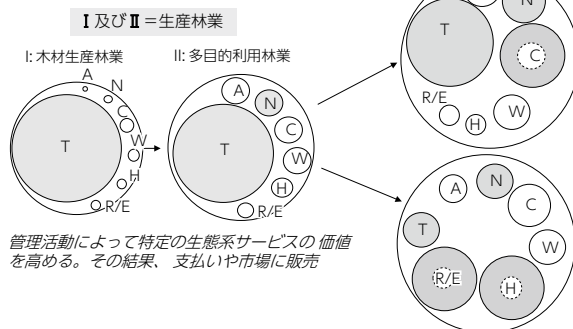 I 及び II＝生産林業
I: 木材生産林業
II: 多目的利用林業
A
N
C
W
H
R/E
T
A
N
C
W
H
R/E
T
N
T
C
R/E
H
W
A
N
T
C
W
R/E
H
管理活動によって特定の生態系サービスの 価値
を高める。その結果、 支払いや市場に販売